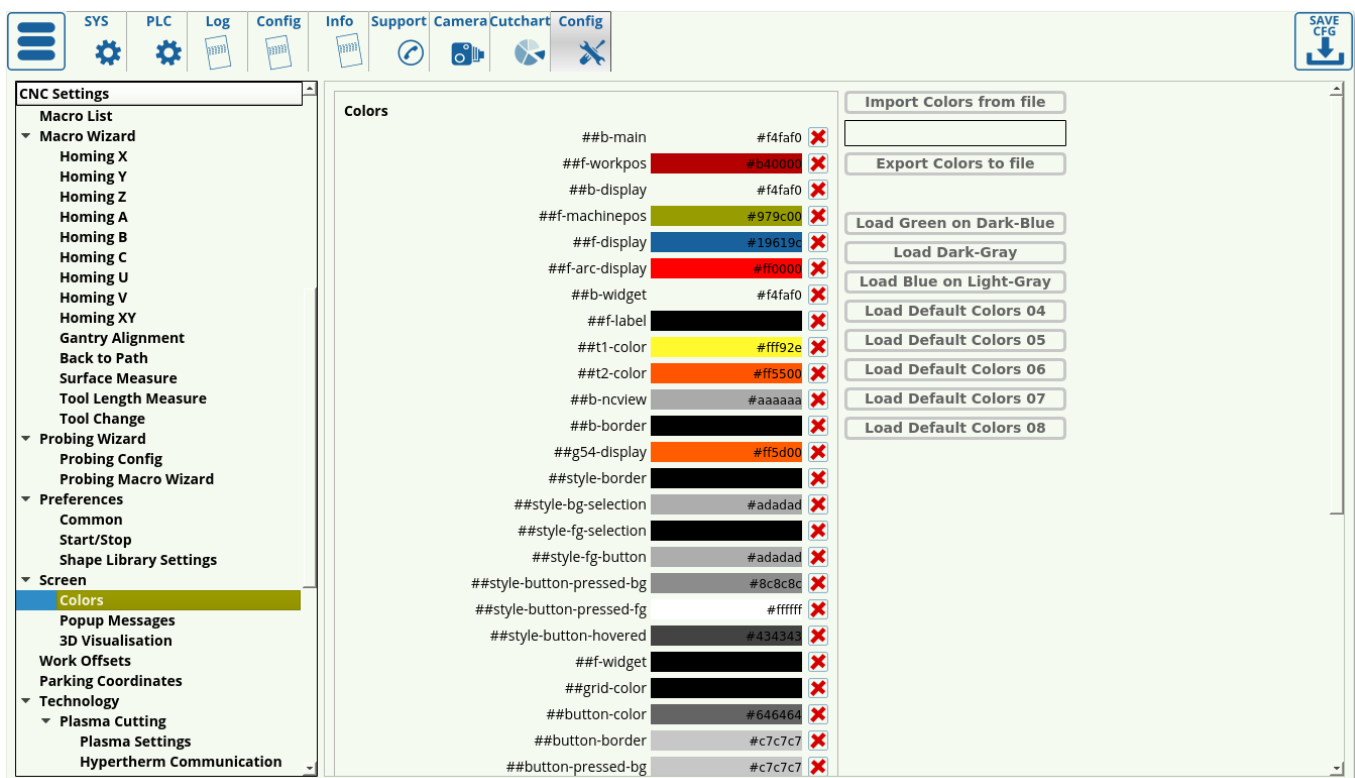 SYS PLC Log Config Info Support Camera Cutchart Config
SAVE
CFG
CNC Settings
Macro List
Macro Wizard
Homing X
Homing Y
Homing Z
Homing A
Homing B
Homing C
Homing U
Homing V
Homing XY
Gantry Alignment
Back to Path
Surface Measure
Tool Length Measure
Tool Change
Probing Wizard
Probing Config
Probing Macro Wizard
Preferences
Common
Start/Stop
Shape Library Settings
Screen
Colors
Popup Messages
3D Visualisation
Work Offsets
Parking Coordinates
Technology
Plasma Cutting
Plasma Settings
Hypertherm Communication
Colors
##b-main #f4faf0
##f-workpos #b40000
##b-display #f4faf0
##f-machinepos #979c00
##f-display #19619c
##f-arc-display #ff0000
##b-widget #f4faf0
##f-label
##t1-color #fff92e
##t2-color #ff5500
##b-ncview #aaaaaa
##b-border
##g54-display #ff5d00
##style-border
##style-bg-selection #adadad
##style-fg-selection
##style-fg-button #adadad
##style-button-pressed-bg #8c8c8c
##style-button-pressed-fg #ffffff
##style-button-hovered #434343
##f-widget
##grid-color
##button-color #646464
##button-border #c7c7c7
##button-pressed-bg #c7c7c7
Import Colors from file
Export Colors to file
Load Green on Dark-Blue
Load Dark-Gray
Load Blue on Light-Gray
Load Default Colors 04
Load Default Colors 05
Load Default Colors 06
Load Default Colors 07
Load Default Colors 08